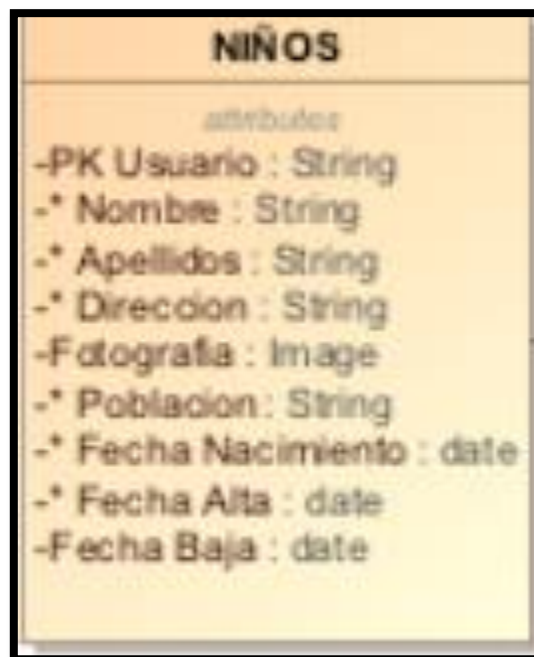 NIÑOS
attributes
-PK Usuario : String
-* Nombre : String
-* Apellidos : String
-* Direccion : String
-Fotografia : Image
-* Poblacion : String
-* Fecha Nacimiento : date
-* Fecha Alta : date
-Fecha Baja : date